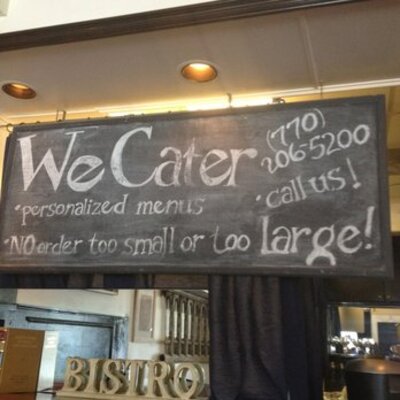 We Cater
(770)
206-5200
•personalized menus
•call us!
•NO order too small or too large!
BISTRO